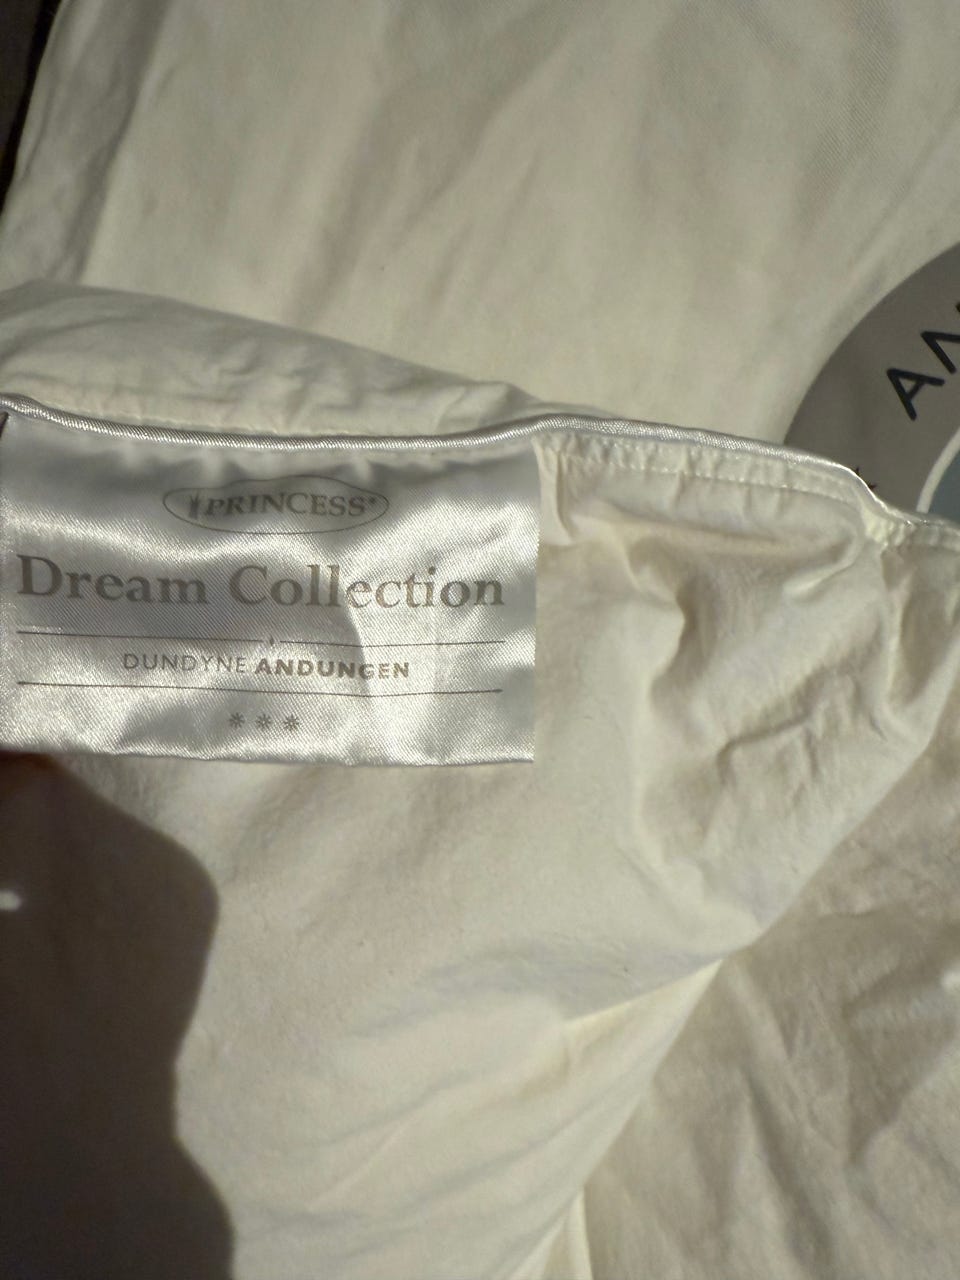 PRINCESS®
Dream Collection
DUNDYNE ANDUNGEN
***